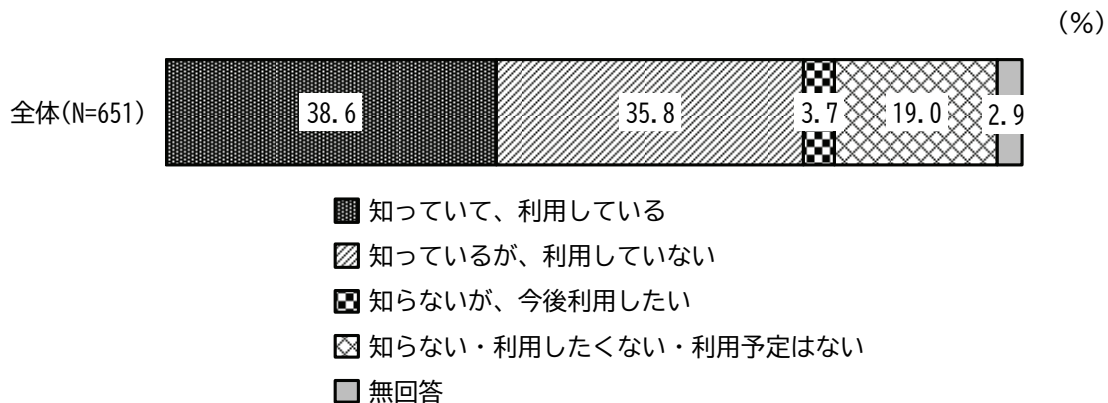 (%)
全体(N=651)
38.6
35.8
3.7
19.0
2.9
知っていて、利用している
知っているが、利用していない
知らないが、今後利用したい
知らない・利用したくない・利用予定はない
無回答